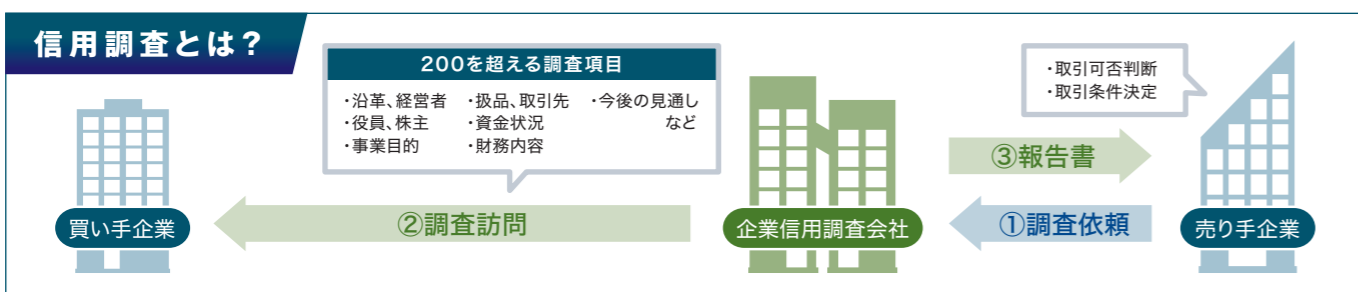 信用調査とは？
200を超える調査項目
・沿革、経営者
・役員、株主
・事業目的
・扱品、取引先
・資金状況
・財務内容
・今後の見通し
など
・取引可否判断
・取引条件決定
③報告書
②調査訪問
①調査依頼
買い手企業
企業信用調査会社
売り手企業